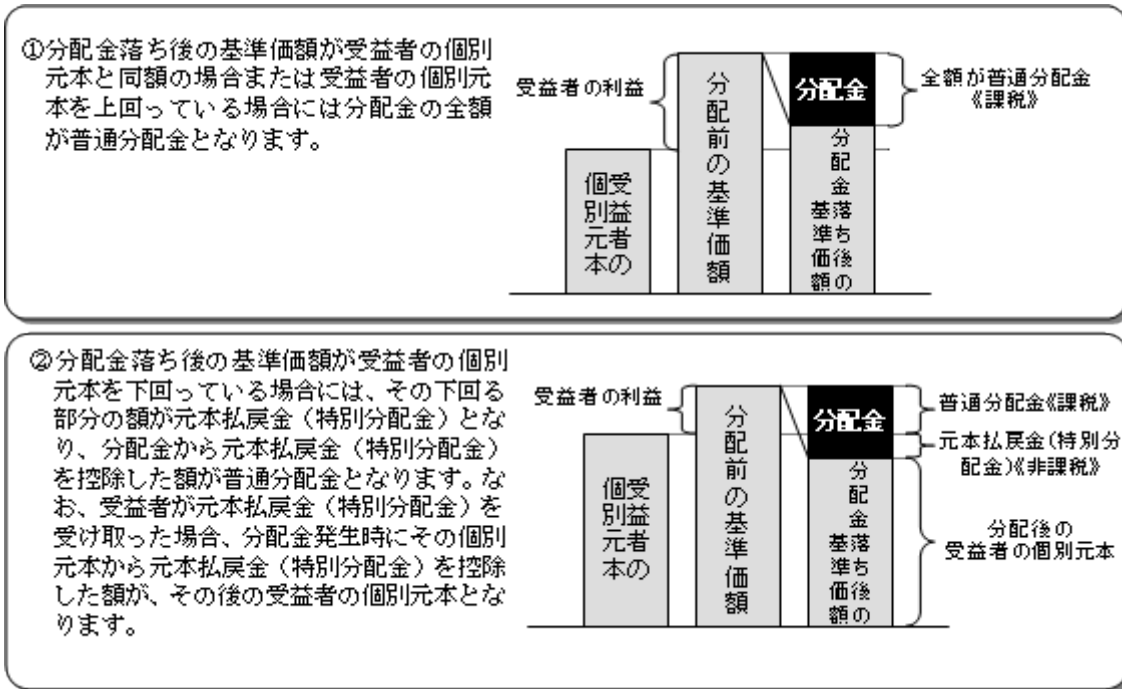 ①分配金落ち後の基準価額が受益者の個別
元本と同額の場合または受益者の個別元
本を上回っている場合には分配金の全額
が普通分配金となります。
受益者の利益
受益者の
個別元本
分配前の基準価額
分配金
分配金落ち後の
基準価額
全額が普通分配金
《課税》
②分配金落ち後の基準価額が受益者の個別
元本を下回っている場合には、その下回る
部分の額が元本払戻金（特別分配金）とな
り、分配金から元本払戻金（特別分配金）
を控除した額が普通分配金となります。な
お、受益者が元本払戻金（特別分配金）を
受け取った場合、分配金発生時にその個別
元本から元本払戻金（特別分配金）を控除
した額が、その後の受益者の個別元本とな
ります。
受益者の利益
受益者の
個別元本
分配前の基準価額
分配金
分配金落ち後の
基準価額
普通分配金《課税》
元本払戻金(特別分
配金)《非課税》
分配後の
受益者の個別元本